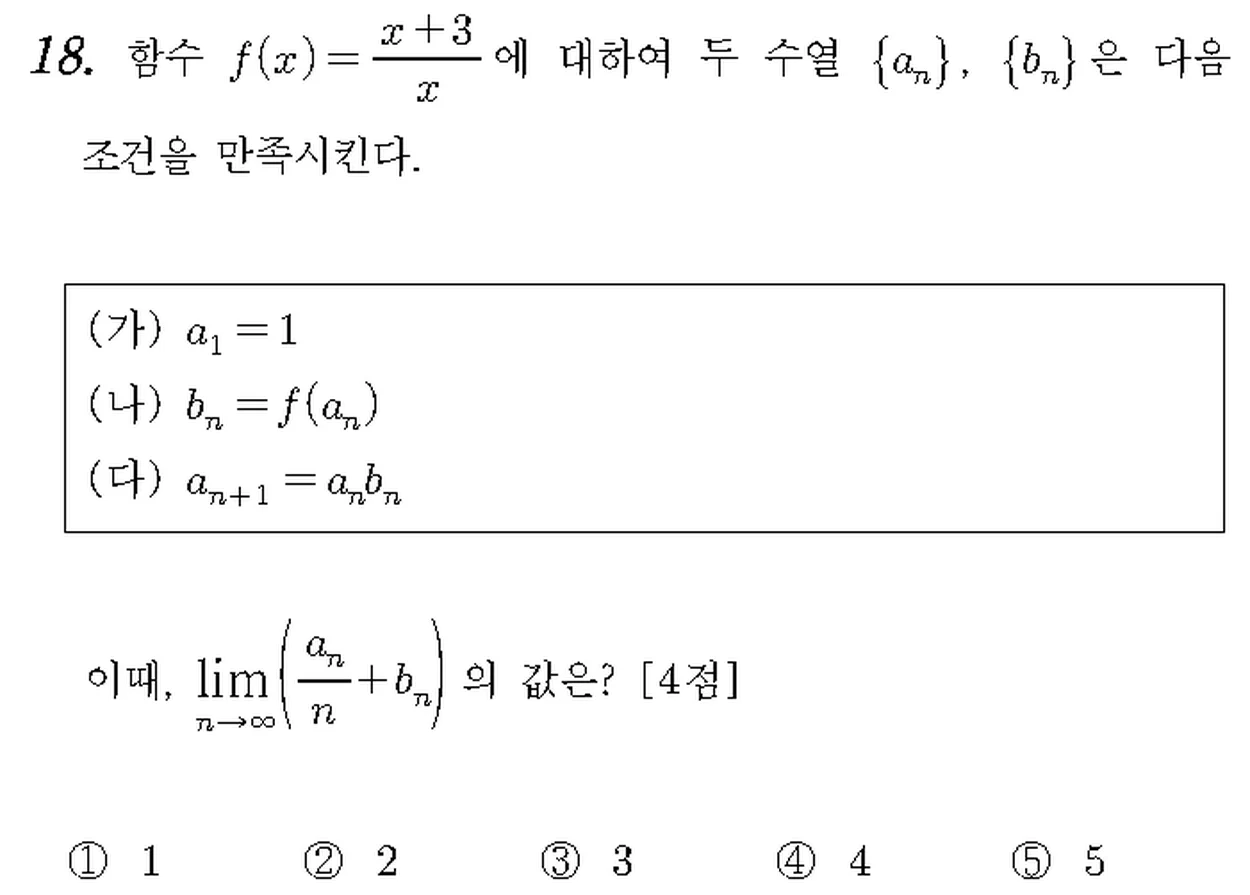 18. 함수 f(x) = \frac{x+3}{x} 에 대하여 두 수열 {a_n}, {b_n}은 다음
조건을 만족시킨다.
(가) a_1 = 1
(나) b_n = f(a_n)
(다) a_{n+1} = a_n b_n
이때, \lim_{n→∞} ( \frac{a_n}{n} + b_n ) 의 값은? [4점]
① 1 ② 2 ③ 3 ④ 4 ⑤ 5